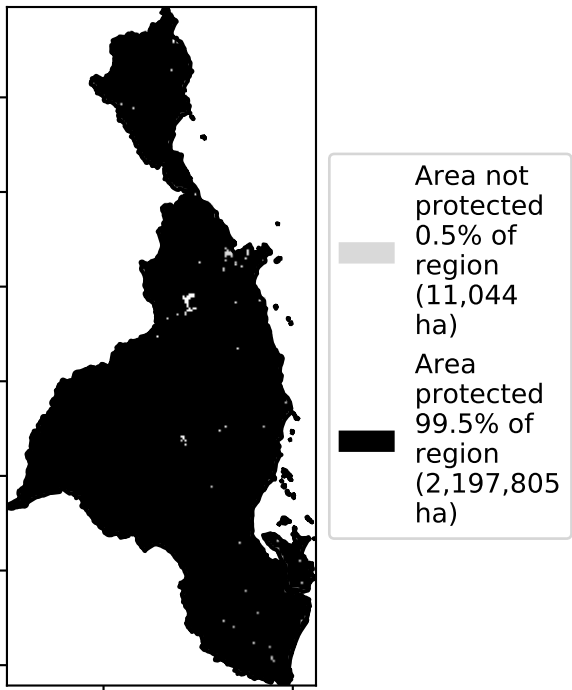 Area not
protected
0.5% of
region
(11,044
ha)
Area
protected
99.5% of
region
(2,197,805
ha)